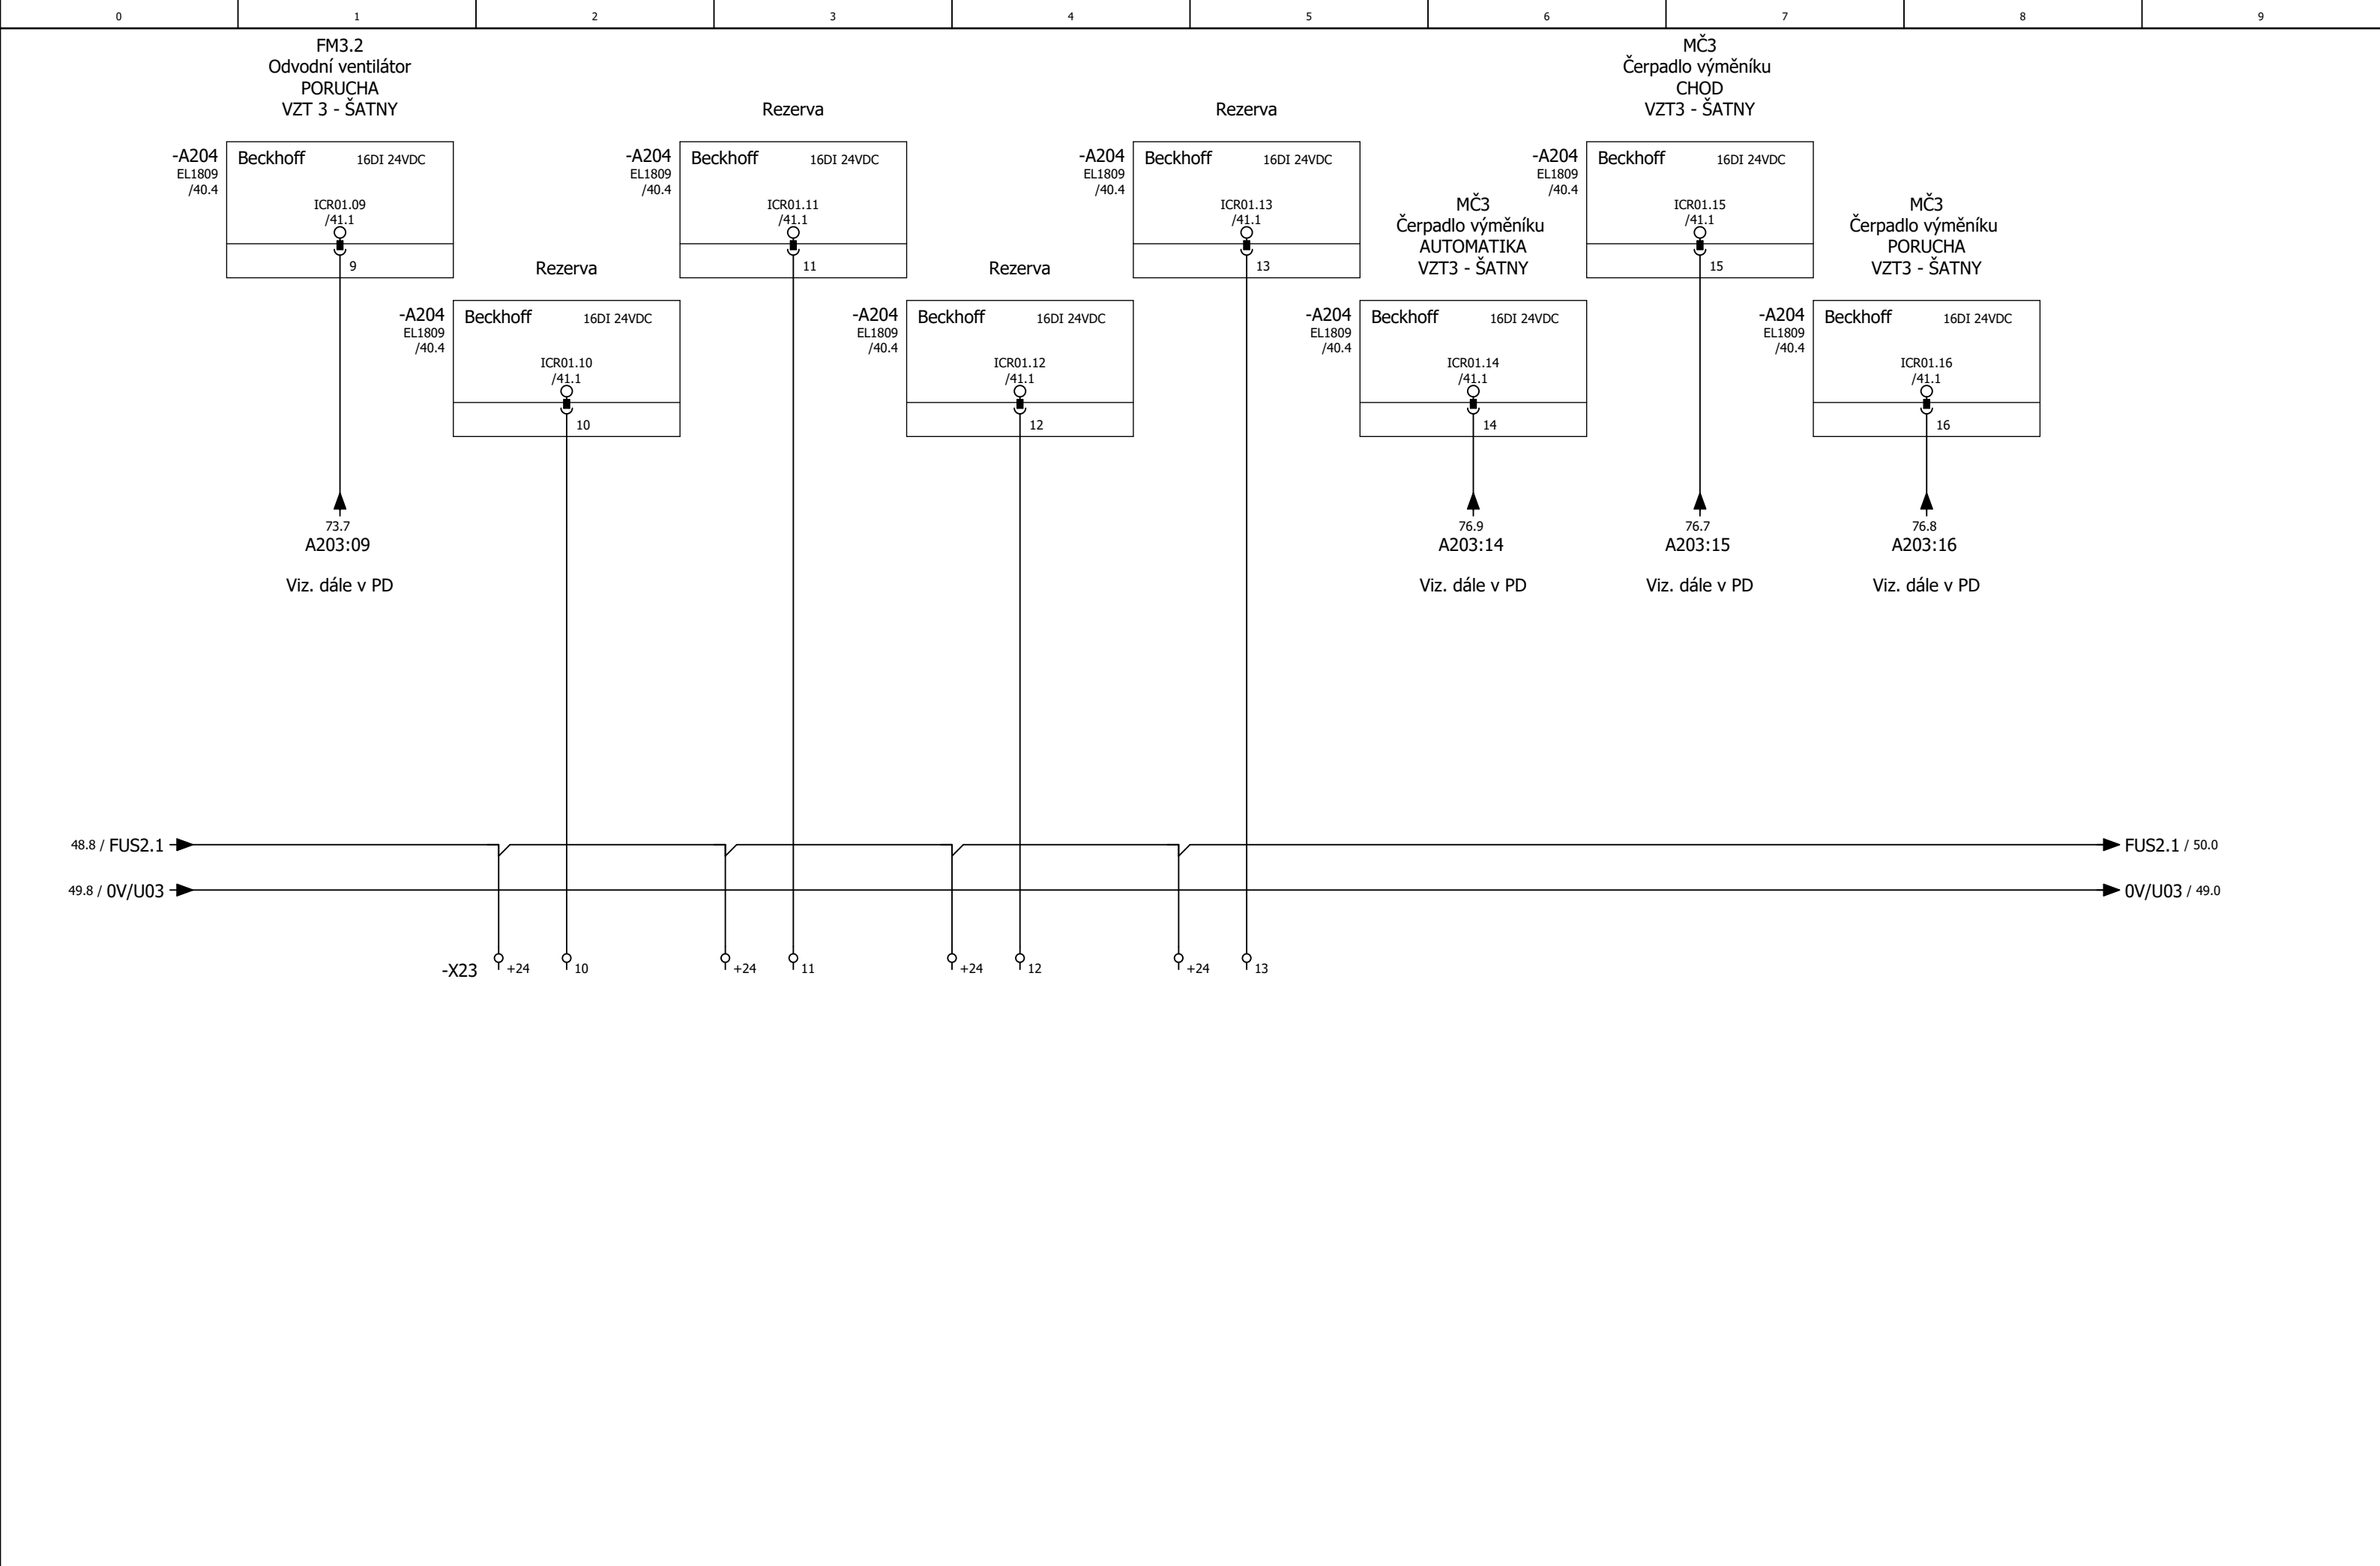 0 1 2 3 4 5 6 7 8 9
FM3.2
Odvodní ventilátor
PORUCHA
VZT 3 - ŠATNY
-A204
EL1809
/40.4
Beckhoff 16DI 24VDC
ICR01.09
/41.1
9
73.7
A203:09
Viz. dále v PD
Rezerva
-A204
EL1809
/40.4
Beckhoff 16DI 24VDC
ICR01.10
/41.1
10
Rezerva
-A204
EL1809
/40.4
Beckhoff 16DI 24VDC
ICR01.11
/41.1
11
Rezerva
-A204
EL1809
/40.4
Beckhoff 16DI 24VDC
ICR01.12
/41.1
12
Rezerva
-A204
EL1809
/40.4
Beckhoff 16DI 24VDC
ICR01.13
/41.1
13
MČ3
Čerpadlo výměníku
AUTOMATIKA
VZT3 - ŠATNY
-A204
EL1809
/40.4
Beckhoff 16DI 24VDC
ICR01.14
/41.1
14
76.9
A203:14
Viz. dále v PD
MČ3
Čerpadlo výměníku
CHOD
VZT3 - ŠATNY
-A204
EL1809
/40.4
Beckhoff 16DI 24VDC
ICR01.15
/41.1
15
76.7
A203:15
Viz. dále v PD
MČ3
Čerpadlo výměníku
PORUCHA
VZT3 - ŠATNY
-A204
EL1809
/40.4
Beckhoff 16DI 24VDC
ICR01.16
/41.1
16
76.8
A203:16
Viz. dále v PD
48.8 / FUS2.1 FUS2.1 / 50.0
49.8 / 0V/U03 0V/U03 / 49.0
-X23 +24 10 +24 11 +24 12 +24 13